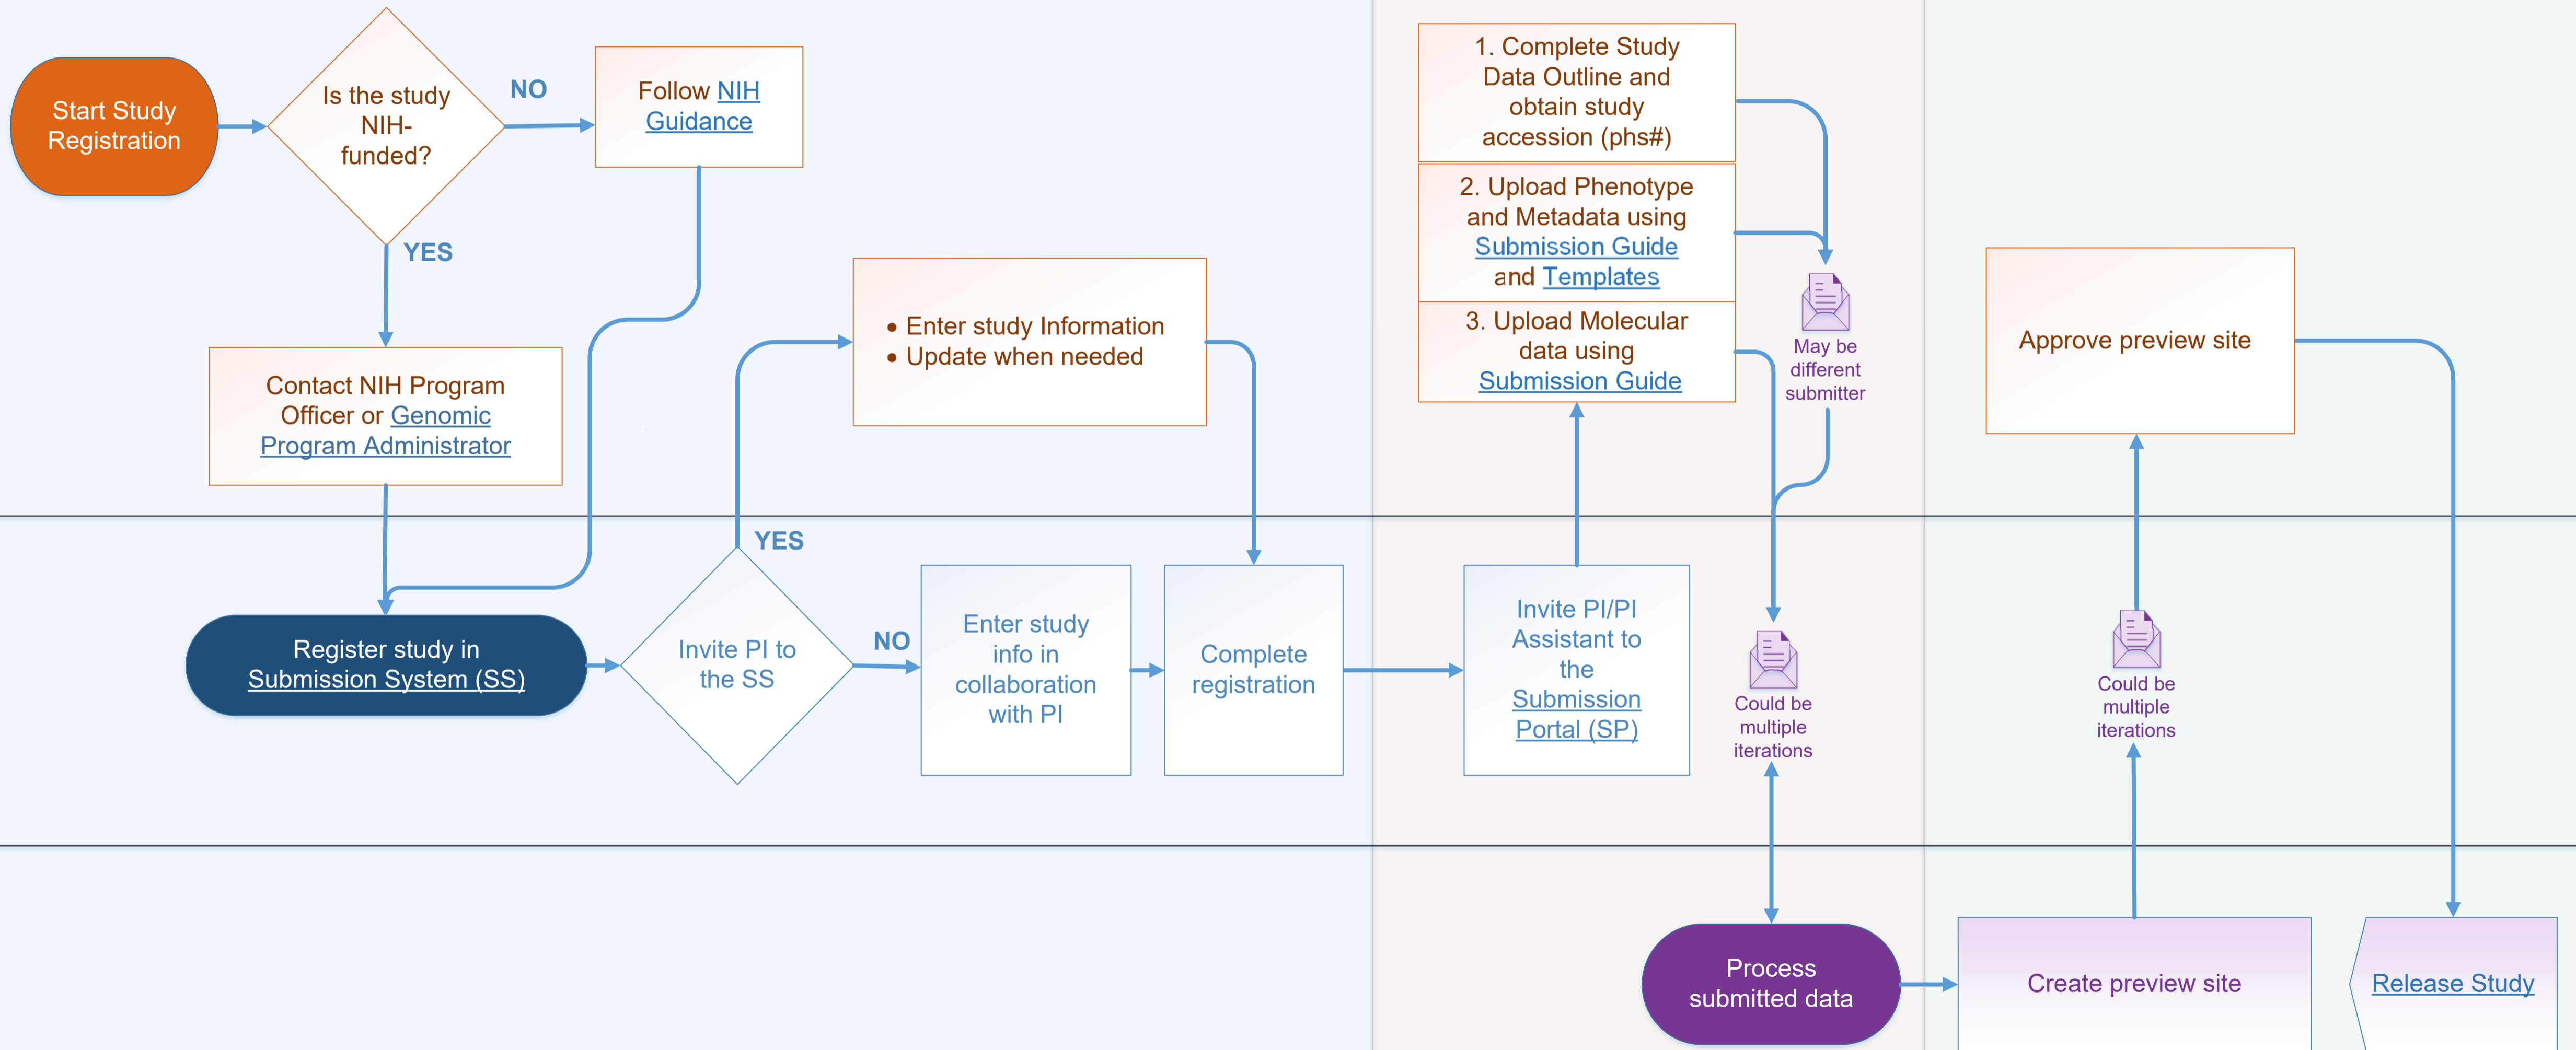 Start Study
Registration
Is the study
NIH-
funded?
NO
Follow NIH
Guidance
YES
Contact NIH Program
Officer or Genomic
Program Administrator
• Enter study Information
• Update when needed
Register study in
Submission System (SS)
Invite PI to
the SS
YES
NO
Enter study
info in
collaboration
with PI
Complete
registration
1. Complete Study
Data Outline and
obtain study
accession (phs#)
2. Upload Phenotype
and Metadata using
Submission Guide
and Templates
3. Upload Molecular
data using
Submission Guide
May be
different
submitter
Invite PI/PI
Assistant to
the
Submission
Portal (SP)
Could be
multiple
iterations
Process
submitted data
Approve preview site
Could be
multiple
iterations
Create preview site
Release Study